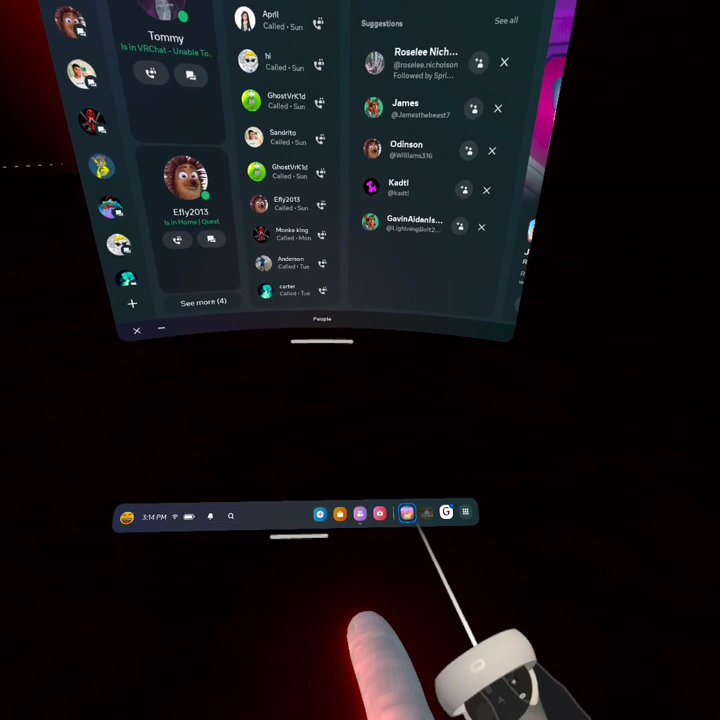 Tommy
Is in VRChat - Unable To..
Efly2013
Is in Home | Quest
See more (4)
April
Called • Sun
hi
Called • Sun
GhostVrK1d
Called • Sun
Sandrito
Called • Sun
GhostVrK1d
Called • Sun
Efly2013
Called • Sun
Monke king
Called • Mon
Anderson
Called • Tue
carter
Called • Tue
Suggestions
See all
Roselee Nich...
@roselee.nicholson
Followed by Spri...
James
@Jamesthebeast7
Odinson
@Williams316
Kadtl
@kadtl
GavinAidanIs...
@LightningBolt2...
People
3:14 PM
G